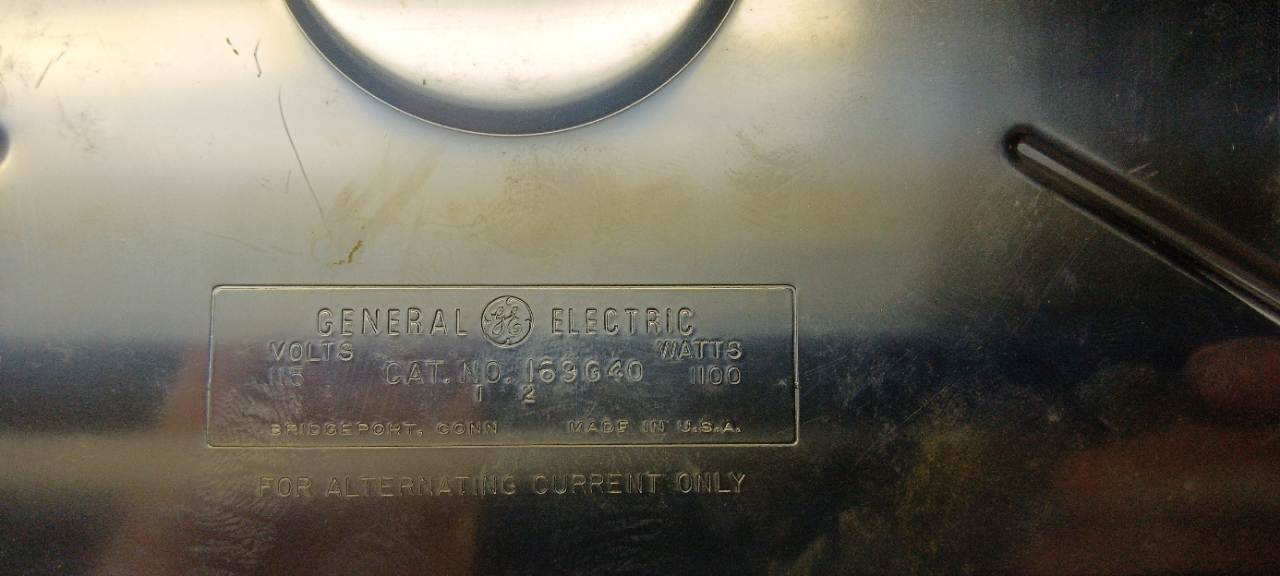 GENERAL GE ELECTRIC
VOLTS WATTS
115 CAT. NO. 169G40 1100
1 2
BRIDGEPORT, CONN MADE IN U.S.A.
FOR ALTERNATING CURRENT ONLY